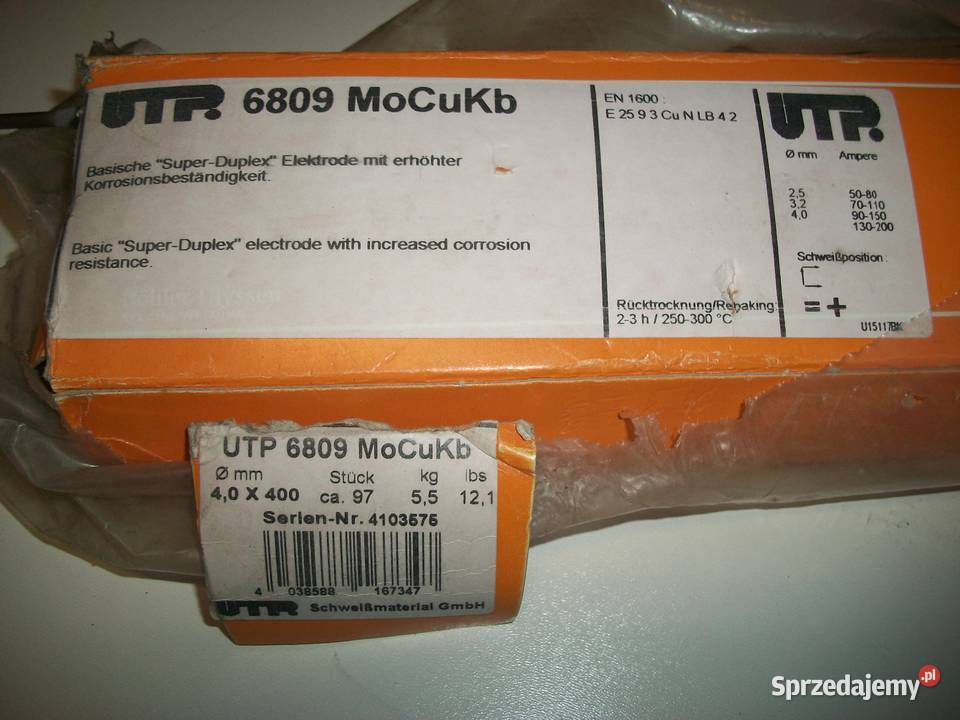 UTP. 6809 MoCuKb
Basische "Super-Duplex" Elektrode mit erhöhter
Korrosionsbeständigkeit.
Basic "Super-Duplex" electrode with increased corrosion
resistance.
EN 1600 :
E 25 9 3 Cu N LB 4 2
Rücktrocknung/Rebaking:
2-3 h / 250-300 °C
UTP.
Ø mm Ampere
2,5 50-80
3,2 70-110
4,0 90-150
130-200
Schweißposition :
= +
U15117BK
UTP 6809 MoCuKb
Ø mm Stück kg lbs
4,0 X 400 ca. 97 5,5 12,1
Serien-Nr. 4103575
4 038588 167347
UTP Schweißmaterial GmbH
Sprzedajemy.pl